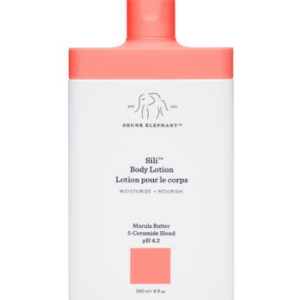 DRUNK ELEPHANT™
Sili™
Body Lotion
Lotion pour le corps
MOISTURIZE + NOURISH
Marula Butter
5-Ceramide Blend
pH 4.2
240 ml / 8 fl oz